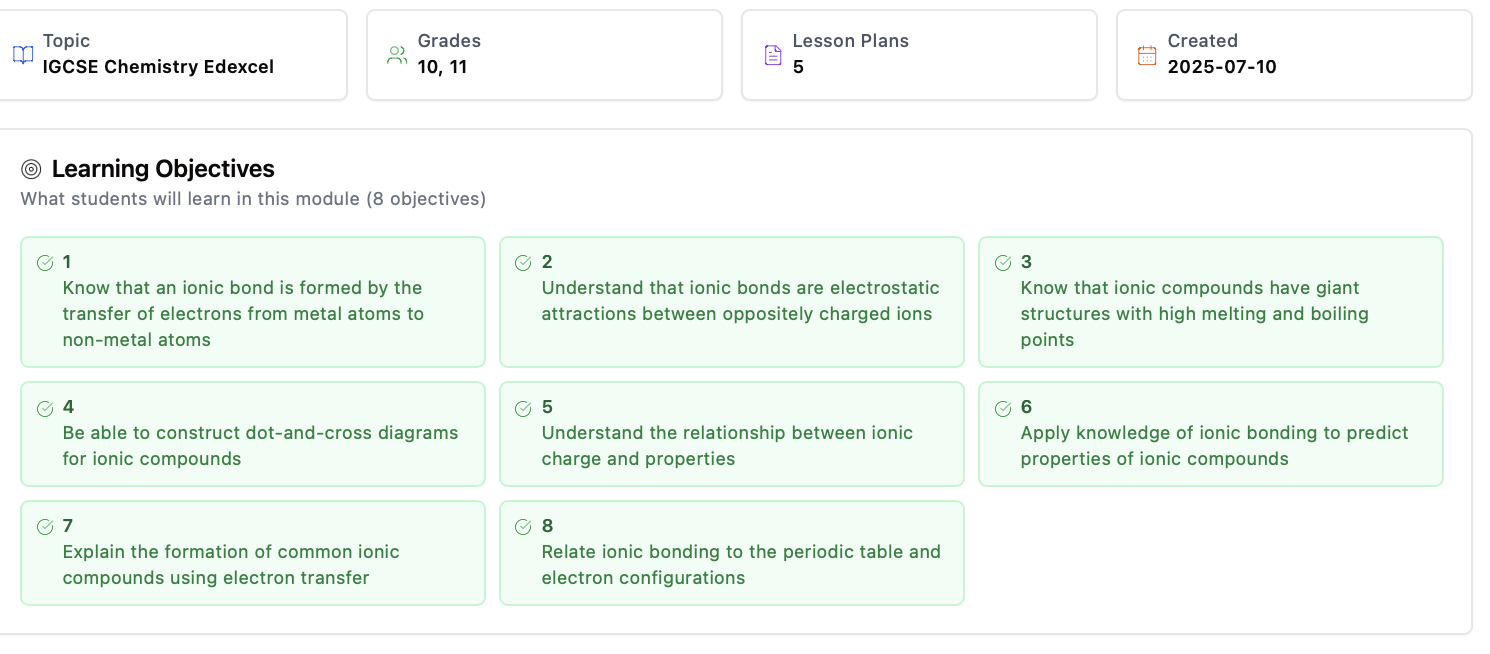 Topic
IGCSE Chemistry Edexcel
Grades
10, 11
Lesson Plans
5
Created
2025-07-10
Learning Objectives
What students will learn in this module (8 objectives)
1
Know that an ionic bond is formed by the
transfer of electrons from metal atoms to
non-metal atoms
2
Understand that ionic bonds are electrostatic
attractions between oppositely charged ions
3
Know that ionic compounds have giant
structures with high melting and boiling
points
4
Be able to construct dot-and-cross diagrams
for ionic compounds
5
Understand the relationship between ionic
charge and properties
6
Apply knowledge of ionic bonding to predict
properties of ionic compounds
7
Explain the formation of common ionic
compounds using electron transfer
8
Relate ionic bonding to the periodic table and
electron configurations